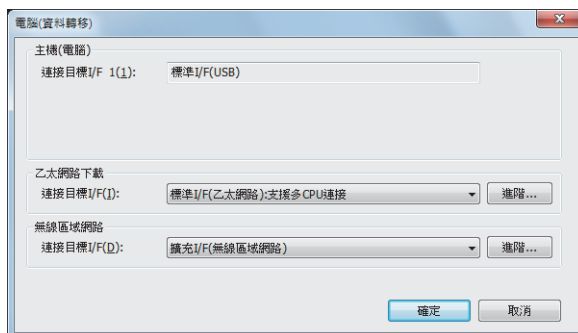 電腦(資料轉移)
主機(電腦)
連接目標I/F 1(1): 標準I/F(USB)
乙太網路下載
連接目標I/F(I): 標準I/F(乙太網路):支援多CPU連接 進階...
無線區域網路
連接目標I/F(D): 擴充I/F(無線區域網路) 進階...
確定 取消